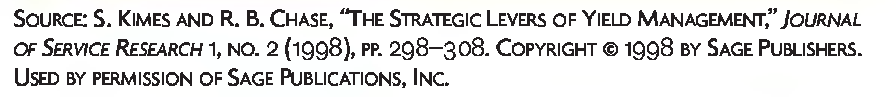 SOURCE: S. KIMES AND R. B. CHASE, “THE STRATEGIC LEVERS OF YIELD MANAGEMENT,” JOURNAL
OF SERVICE RESEARCH 1, NO. 2 (1998), PP. 298–308. COPYRIGHT © 1998 BY SAGE PUBLISHERS.
USED BY PERMISSION OF SAGE PUBLICATIONS, INC.